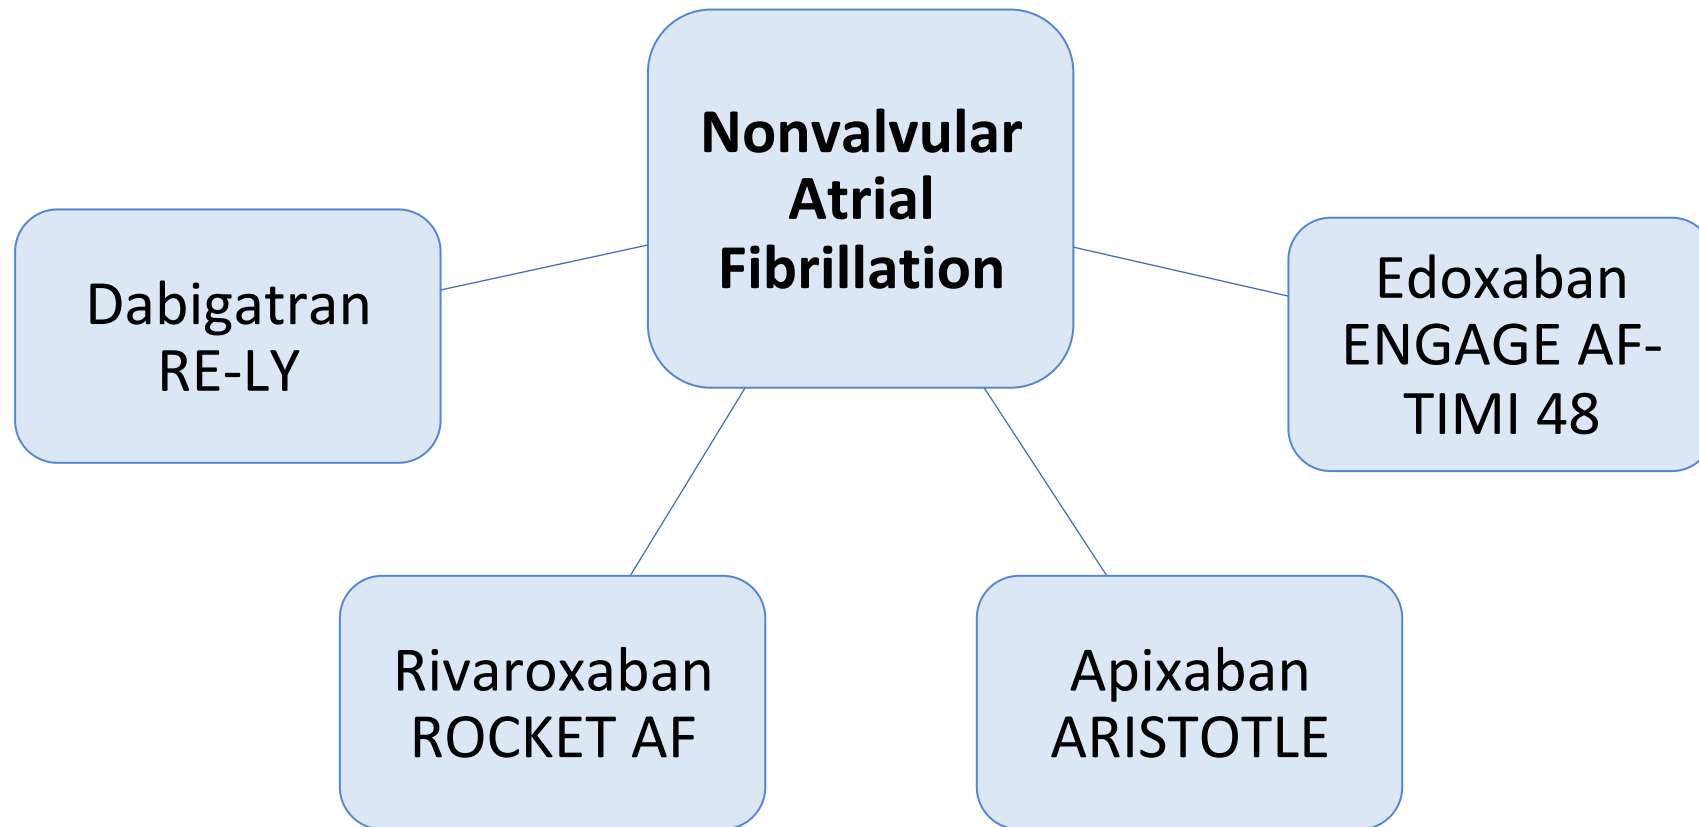 Nonvalvular
Atrial
Fibrillation
Dabigatran
RE-LY
Edoxaban
ENGAGE AF-
TIMI 48
Rivaroxaban
ROCKET AF
Apixaban
ARISTOTLE